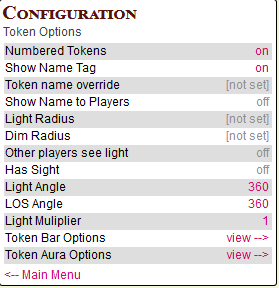 Configuration
Token Options
Numbered Tokens on
Show Name Tag on
Token name override [not set]
Show Name to Players off
Light Radius [not set]
Dim Radius [not set]
Other players see light off
Has Sight off
Light Angle 360
LOS Angle 360
Light Muliplier 1
Token Bar Options view -->
Token Aura Options view -->
<-- Main Menu